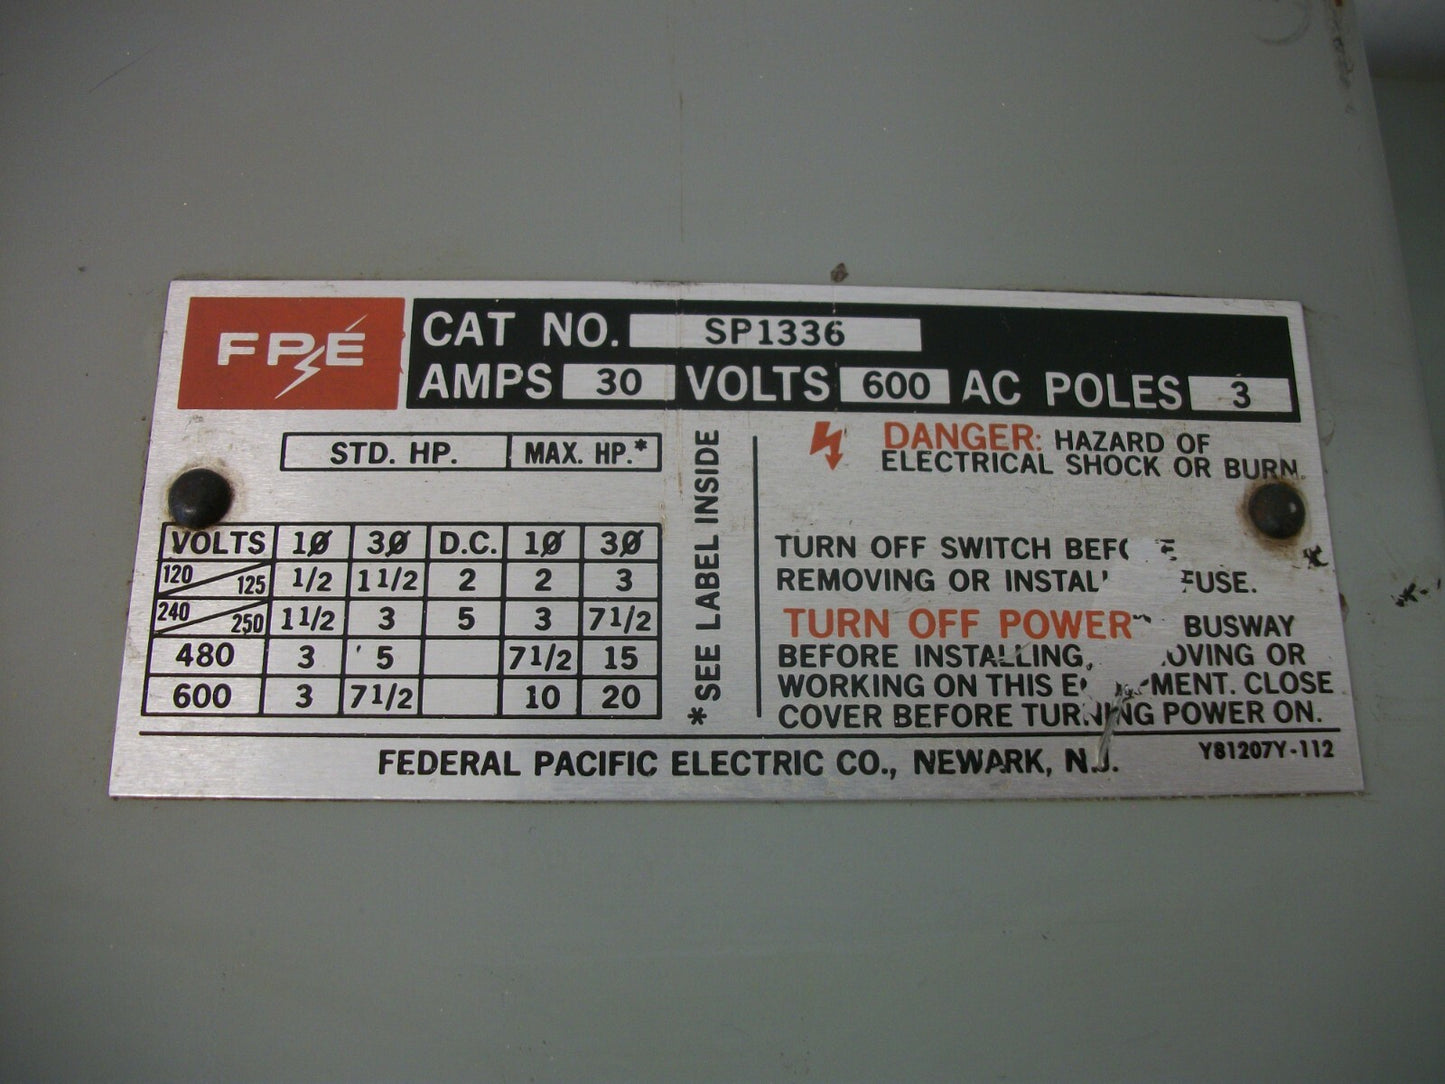 FPE
CAT NO. SP1336
AMPS 30 VOLTS 600 AC POLES 3
STD. HP. MAX. HP.*
VOLTS 1Ø 3Ø D.C. 1Ø 3Ø
120/125 1/2 1 1/2 2 2 3
240/250 1 1/2 3 5 3 7 1/2
480 3 5 7 1/2 15
600 3 7 1/2 10 20
* SEE LABEL INSIDE
DANGER: HAZARD OF
ELECTRICAL SHOCK OR BURN.
TURN OFF SWITCH
REMOVING OR FUSE.
TURN OFF POWER BUSWAY
BEFORE INSTALLING, OR
WORKING ON THIS CLOSE
COVER BEFORE TURNING POWER ON.
FEDERAL PACIFIC ELECTRIC CO., NEWARK, N.J.
Y81207Y-112